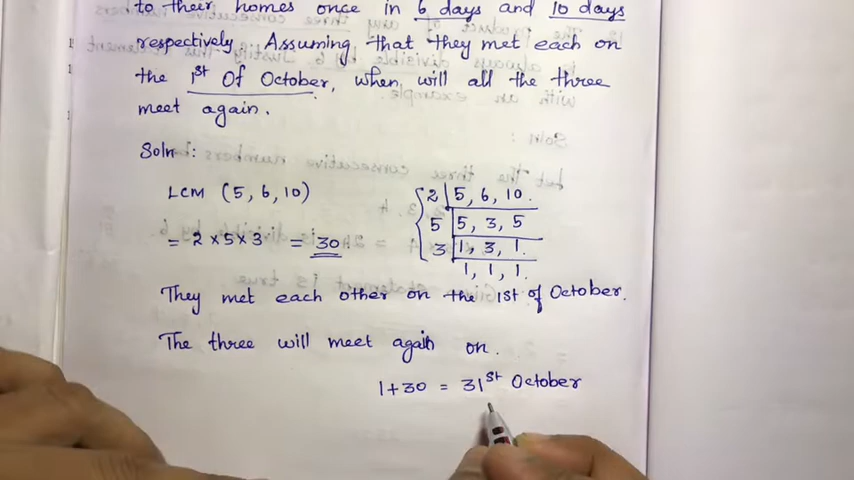 to their homes once in 6 days and 10 days
respectively. Assuming that they met each on
the 1st Of October, when will all the three
meet again.
Soln:
LCM (5, 6, 10)
= 2 x 5 x 3 = 30
2 | 5, 6, 10.
5 | 5, 3, 5
3 | 1, 3, 1.
1, 1, 1.
They met each other on the 1st of October.
The three will meet again on.
1+30 = 31st October